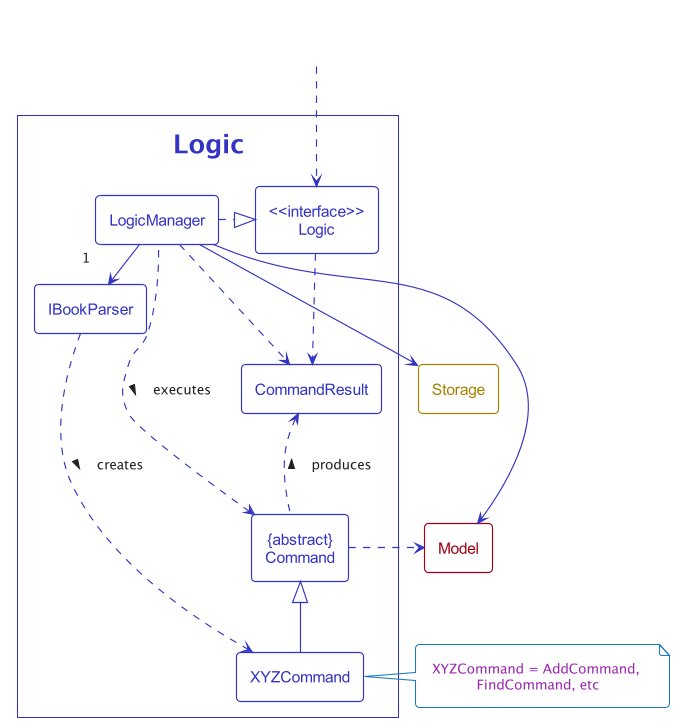 Logic
LogicManager
<<interface>>
Logic
1
IBookParser
CommandResult
Storage
executes
creates
produces
{abstract}
Command
Model
XYZCommand
XYZCommand = AddCommand,
FindCommand, etc